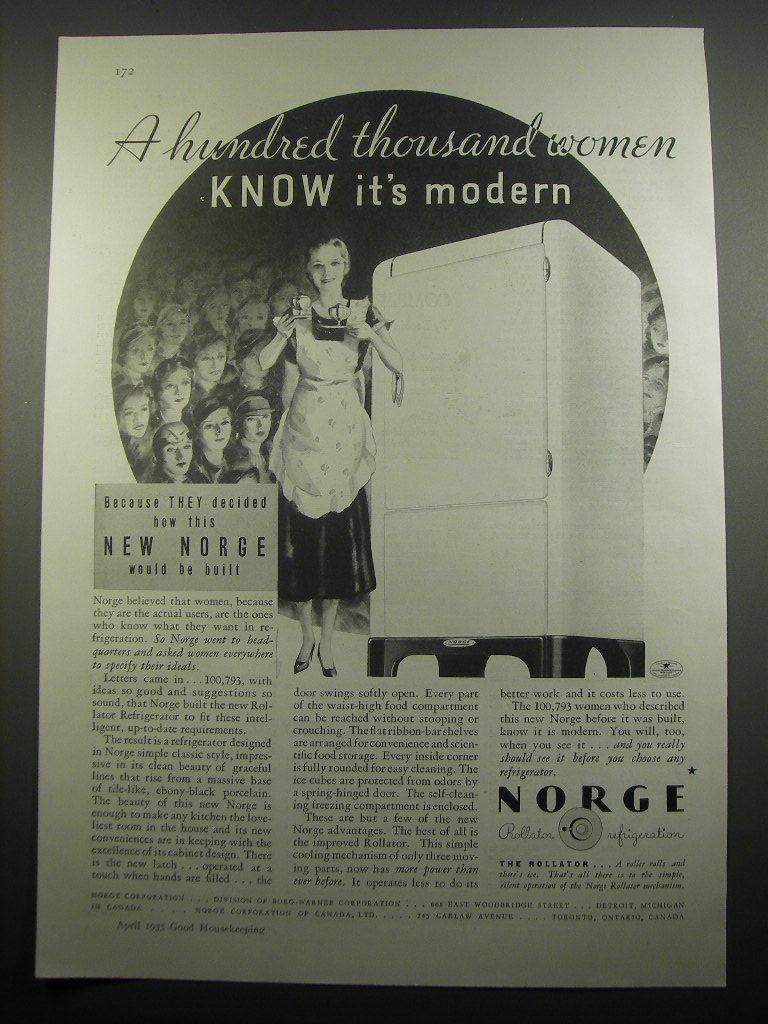 172
A hundred thousand women
KNOW it's modern
Because THEY decided
how this
NEW NORGE
would be built
NORGE
Norge believed that women, because
they are the actual users, are the ones
who know what they want in re-
frigeration. So Norge went to head-
quarters and asked women everywhere
to specify their ideals.
Letters came in . . . 100,793, with
ideas so good and suggestions so
sound, that Norge built the new Rol-
lator Refrigerator to fit these intel-
ligent, up-to-date requirements.
The result is a refrigerator designed
in Norge simple classic style, impres-
sive in its clean beauty of graceful
lines that rise from a massive base
of tile-like, ebony-black porcelain.
The beauty of this new Norge is
enough to make any kitchen the love-
liest room in the house and its new
conveniences are in keeping with the
excellence of its cabinet design. There
is the new latch . . . operated at a
touch when hands are filled . . . the
door swings softly open. Every part
of the waist-high food compartment
can be reached without stooping or
crouching. The flat ribbon-bar shelves
are arranged for convenience and scien-
tific food storage. Every inside corner
is fully rounded for easy cleaning. The
ice cubes are protected from odors by
a spring-hinged door. The self-clean-
ing freezing compartment is enclosed.
These are but a few of the new
Norge advantages. The best of all is
the improved Rollator. This simple
cooling mechanism of only three mov-
ing parts, now has more power than
ever before. It operates less to do its
better work and it costs less to use.
The 100,793 women who described
this new Norge before it was built,
know it is modern. You will, too,
when you see it . . . and you really
should see it before you choose any
refrigerator.
NORGE
Rollator refrigeration
THE ROLLATOR . . . A roller rolls and
there's ice. That's all there is to the simple,
silent operation of the Norge Rollator mechanism.
NORGE CORPORATION . . . DIVISION OF BORG-WARNER CORPORATION . . . 668 EAST WOODBRIDGE STREET . . . DETROIT, MICHIGAN
IN CANADA . . . . NORGE CORPORATION OF CANADA, LTD. . . . . 245 CARLAW AVENUE . . . . TORONTO, ONTARIO, CANADA
April 1935 Good Housekeeping